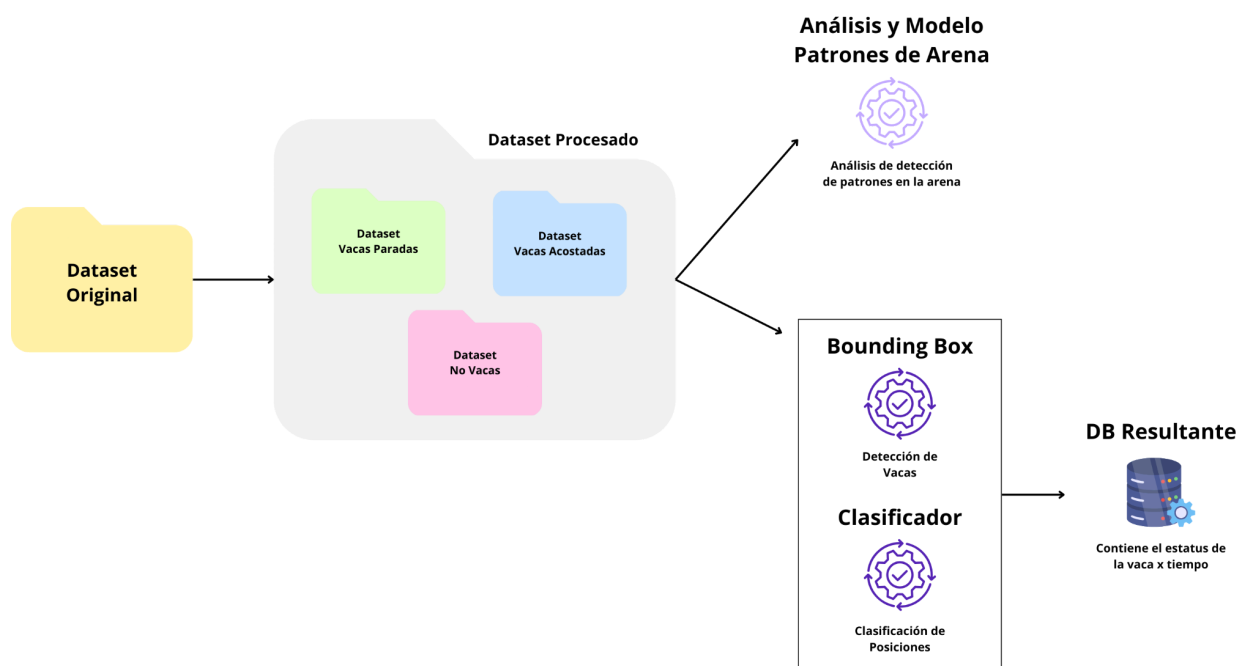 Dataset
Original
Dataset Procesado
Dataset
Vacas Paradas
Dataset
Vacas Acostadas
Dataset
No Vacas
Análisis y Modelo
Patrones de Arena
Análisis de detección
de patrones en la arena
Bounding Box
Detección de
Vacas
Clasificador
Clasificación de
Posiciones
DB Resultante
Contiene el estatus de
la vaca x tiempo